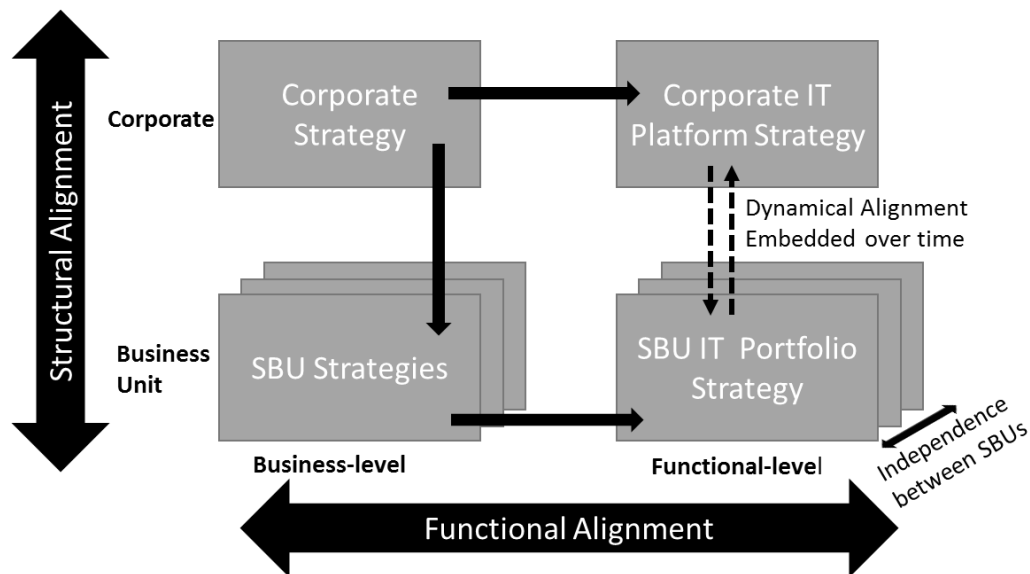 Structural Alignment
Corporate
Corporate
Strategy
Corporate IT
Platform Strategy
Dynamical Alignment
Embedded over time
Business
Unit
SBU Strategies
SBU IT Portfolio
Strategy
Independence
between SBUs
Business-level
Functional-level
Functional Alignment